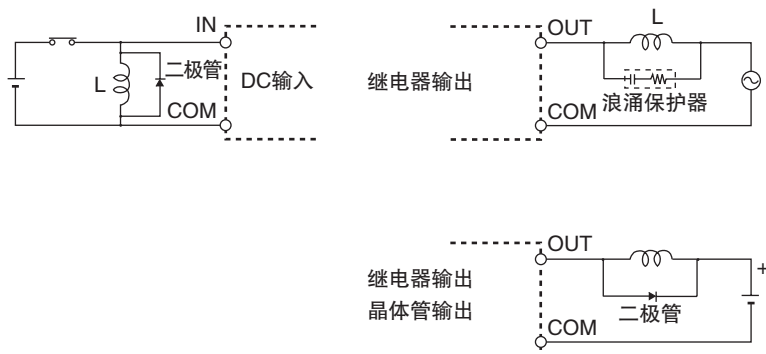 IN
L
二极管
COM
DC输入
继电器输出
OUT
L
浪涌保护器
COM
继电器输出
晶体管输出
OUT
二极管
COM
+